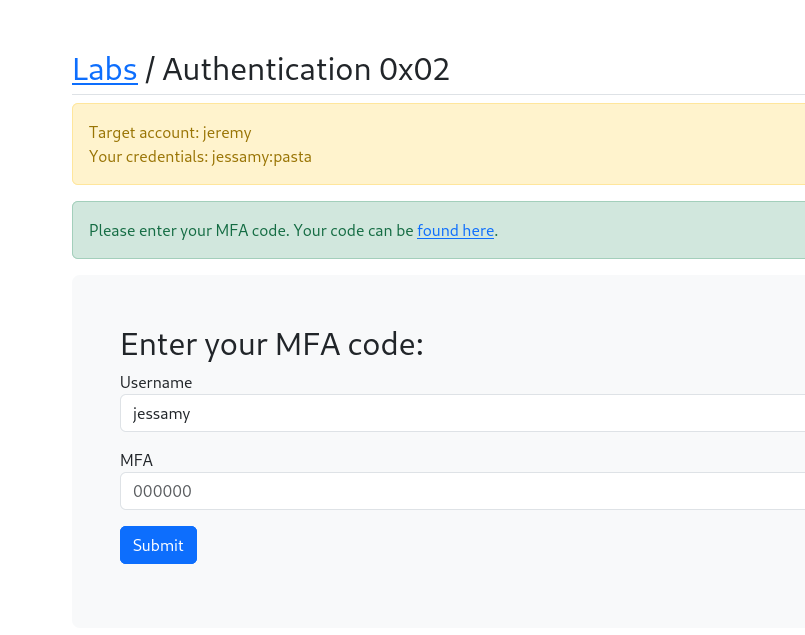 Labs / Authentication 0x02
Target account: jeremy
Your credentials: jessamy:pasta
Please enter your MFA code. Your code can be found here.
Enter your MFA code:
Username
jessamy
MFA
000000
Submit